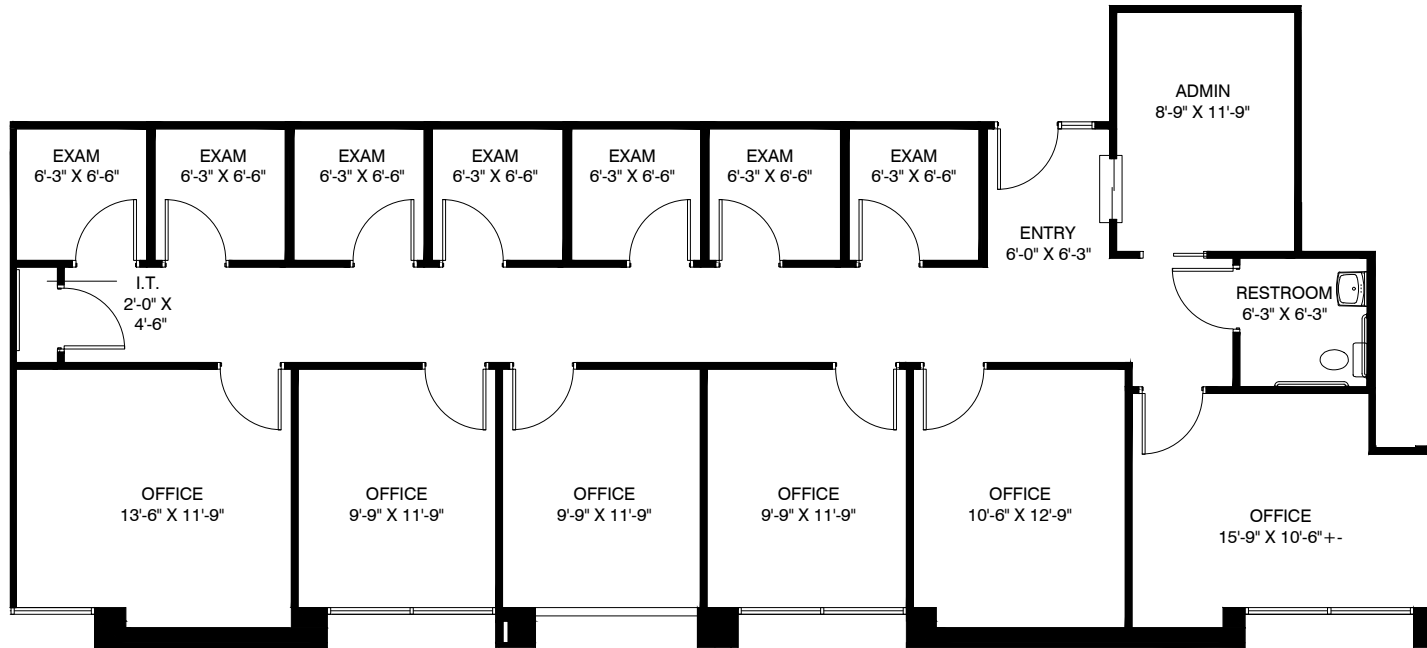 ADMIN
8'-9" X 11'-9"
EXAM
6'-3" X 6'-6"
EXAM
6'-3" X 6'-6"
EXAM
6'-3" X 6'-6"
EXAM
6'-3" X 6'-6"
EXAM
6'-3" X 6'-6"
EXAM
6'-3" X 6'-6"
EXAM
6'-3" X 6'-6"
ENTRY
6'-0" X 6'-3"
I.T.
2'-0" X
4'-6"
RESTROOM
6'-3" X 6'-3"
OFFICE
13'-6" X 11'-9"
OFFICE
9'-9" X 11'-9"
OFFICE
9'-9" X 11'-9"
OFFICE
9'-9" X 11'-9"
OFFICE
10'-6" X 12'-9"
OFFICE
15'-9" X 10'-6"+-